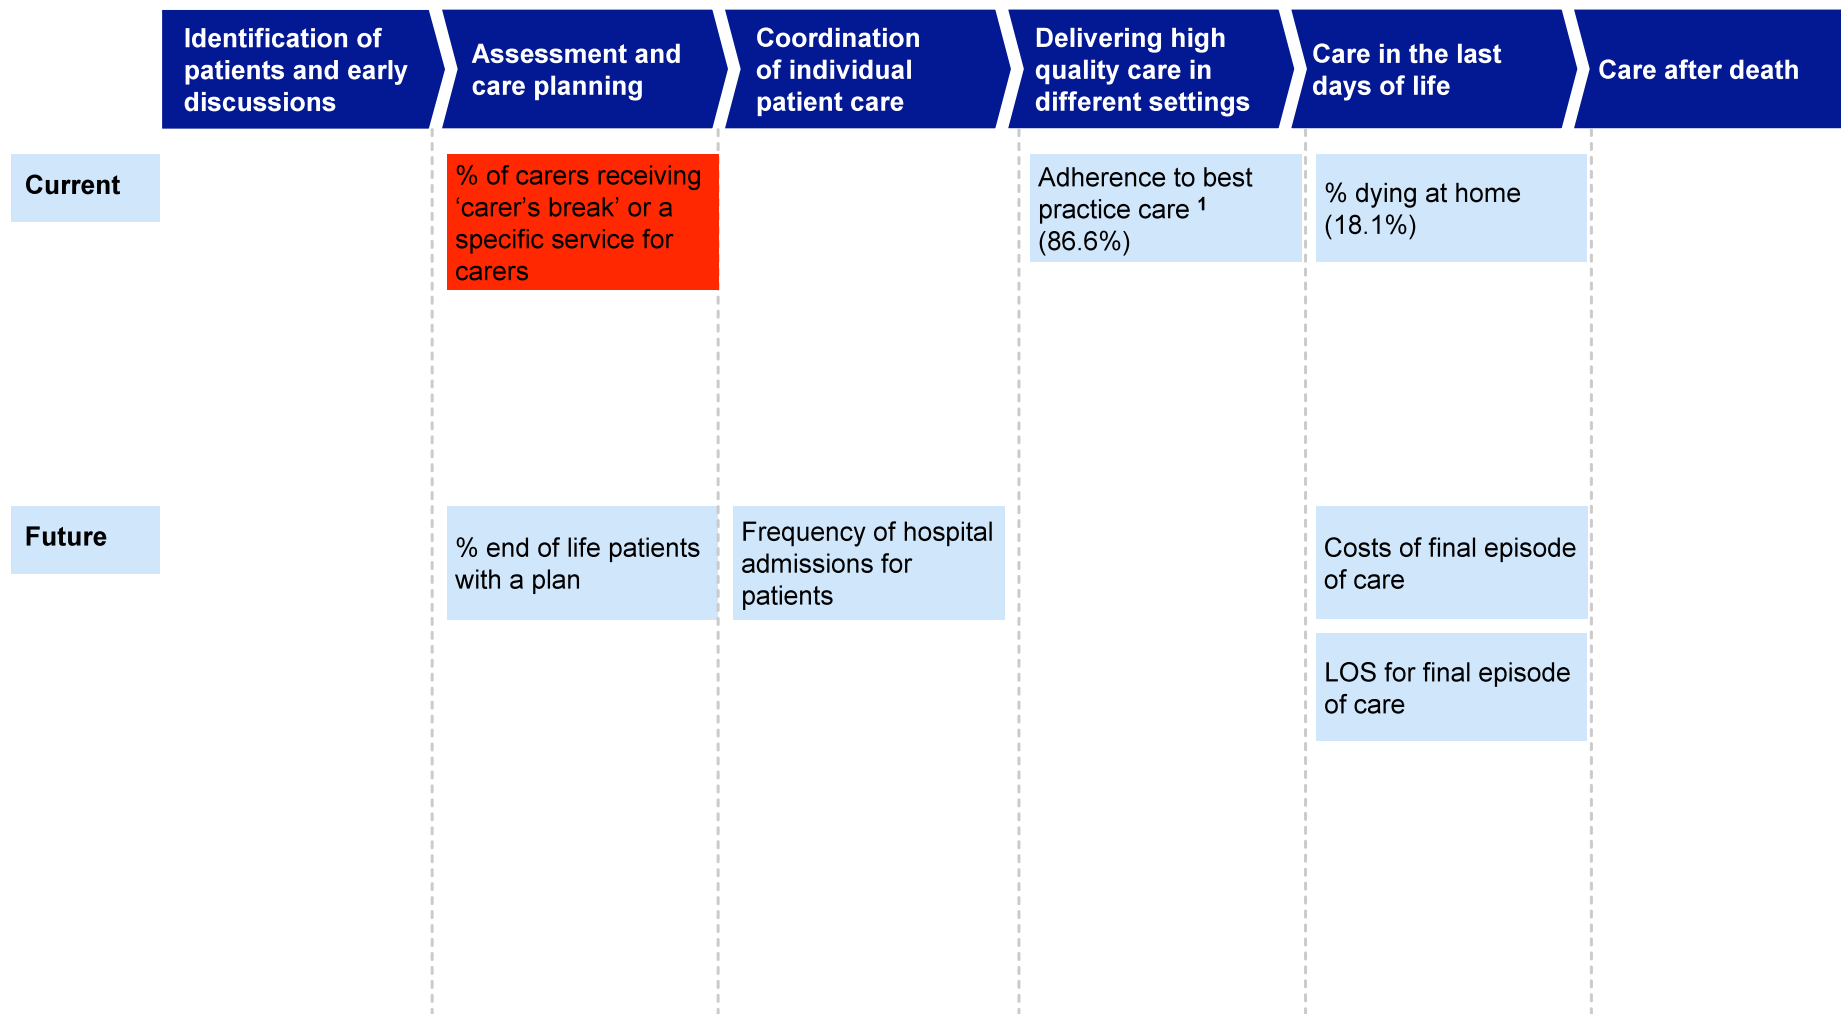 Identification of
patients and early
discussions
Assessment and
care planning
Coordination
of individual
patient care
Delivering high
quality care in
different settings
Care in the last
days of life
Care after death
Current
% of carers receiving
‘carer’s break’ or a
specific service for
carers
Adherence to best
practice care ¹
(86.6%)
% dying at home
(18.1%)
Future
% end of life patients
with a plan
Frequency of hospital
admissions for
patients
Costs of final episode
of care
LOS for final episode
of care